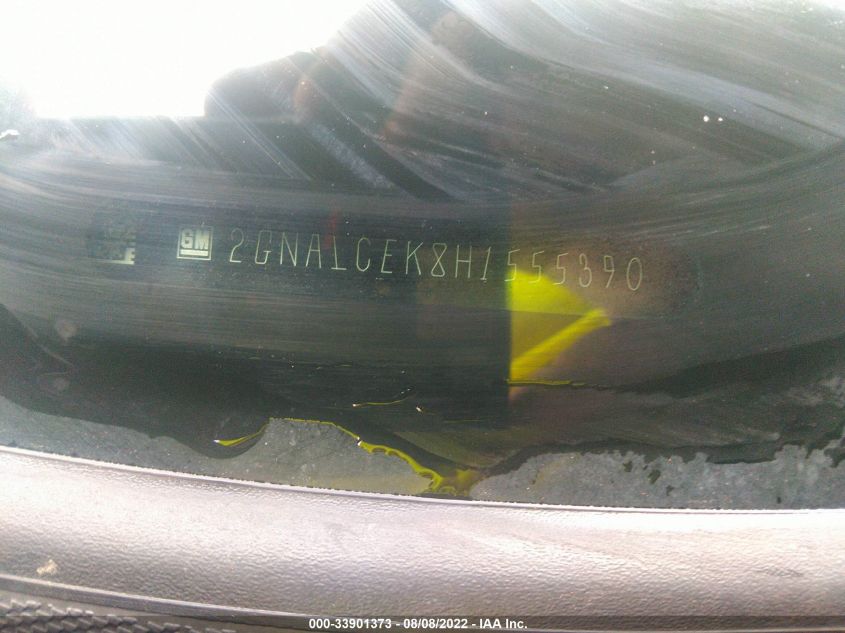 GM 2GNALCEK8H1555390
000-33901373 - 08/08/2022 - IAA Inc.